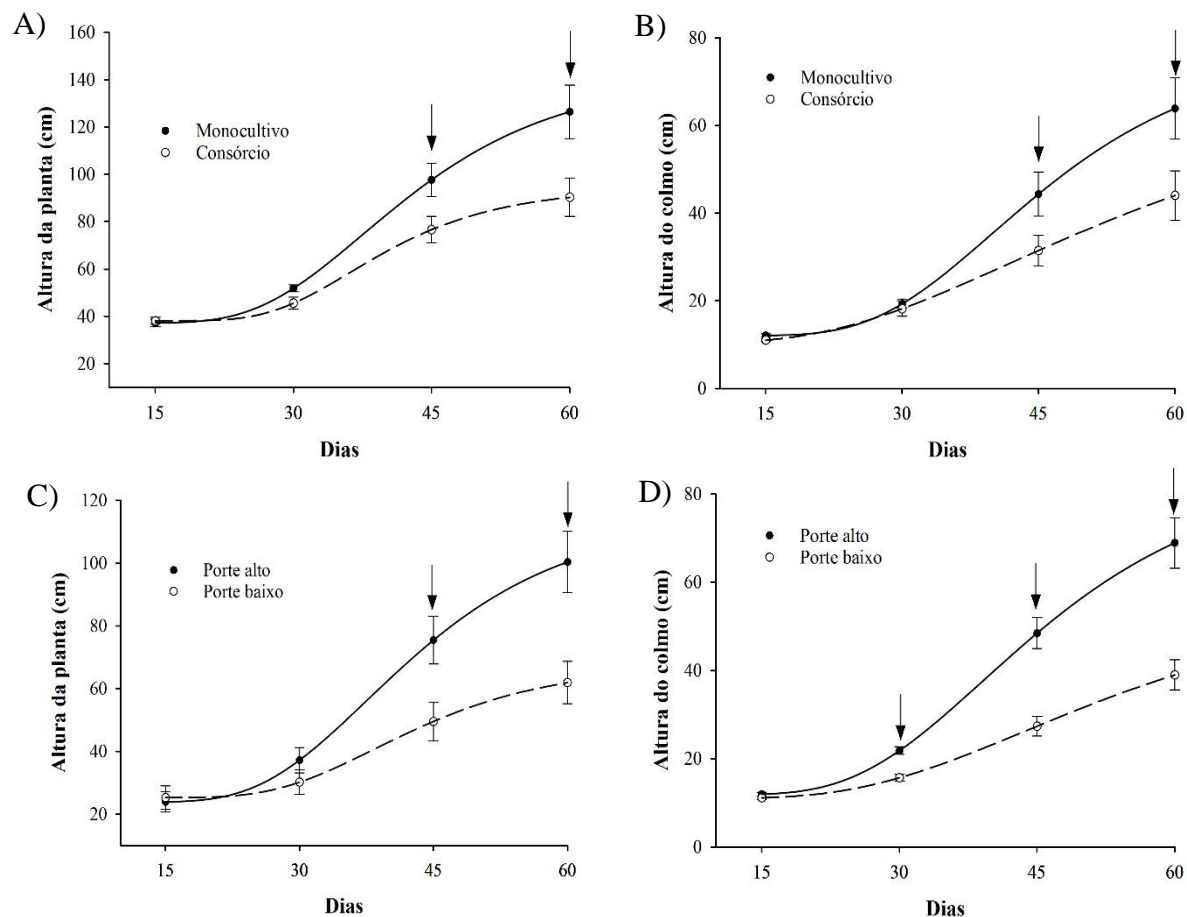 A)
160
140
120
100
80
60
40
20
Altura da planta (cm)
Monocultivo
Consórcio
15 30 45 60
Dias
B)
80
60
40
20
0
Altura do colmo (cm)
Monocultivo
Consórcio
15 30 45 60
Dias
C)
120
100
80
60
40
20
Altura da planta (cm)
Porte alto
Porte baixo
15 30 45 60
Dias
D)
80
60
40
20
0
Altura do colmo (cm)
Porte alto
Porte baixo
15 30 45 60
Dias